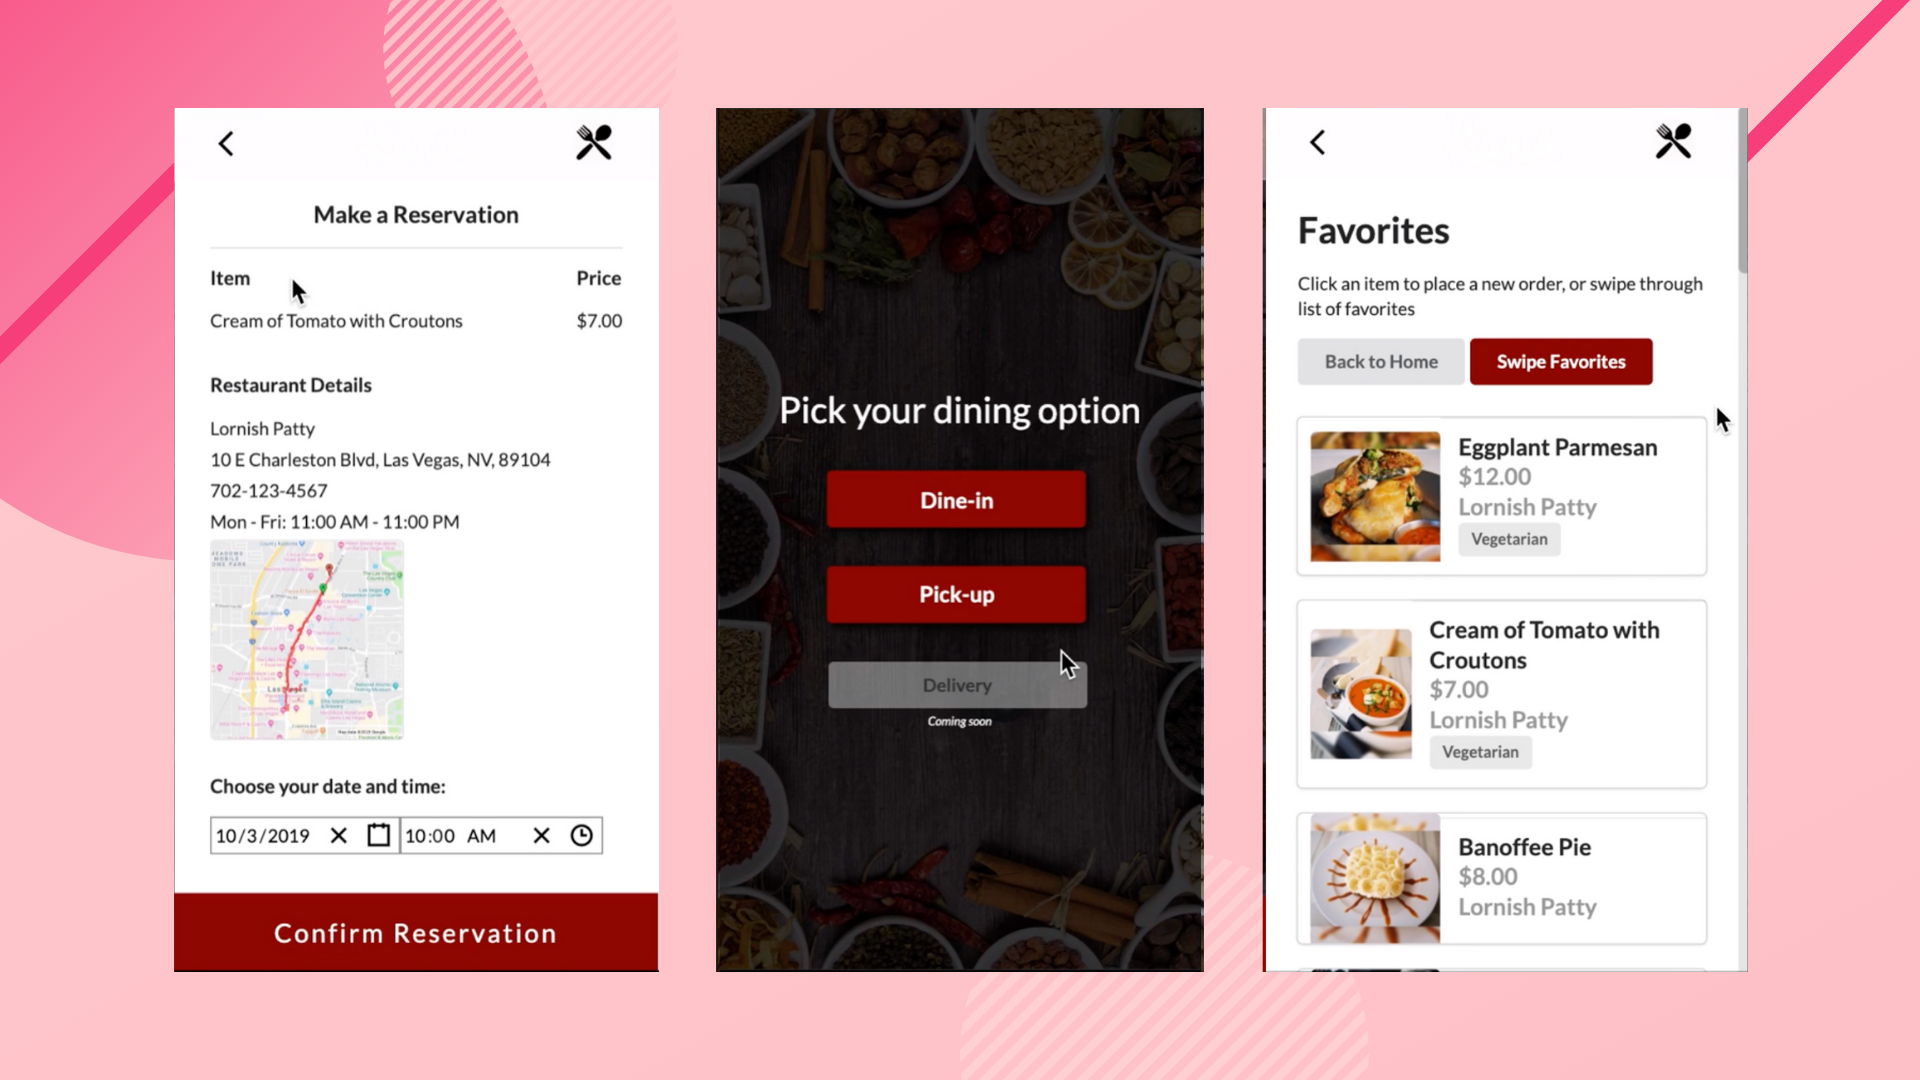 Make a Reservation
Item Price
Cream of Tomato with Croutons $7.00
Restaurant Details
Lornish Patty
10 E Charleston Blvd, Las Vegas, NV, 89104
702-123-4567
Mon - Fri: 11:00 AM - 11:00 PM
Choose your date and time:
10/3/2019 10:00 AM
Confirm Reservation
Pick your dining option
Dine-in
Pick-up
Delivery
Coming soon
Favorites
Click an item to place a new order, or swipe through
list of favorites
Back to Home Swipe Favorites
Eggplant Parmesan
$12.00
Lornish Patty
Vegetarian
Cream of Tomato with
Croutons
$7.00
Lornish Patty
Vegetarian
Banoffee Pie
$8.00
Lornish Patty